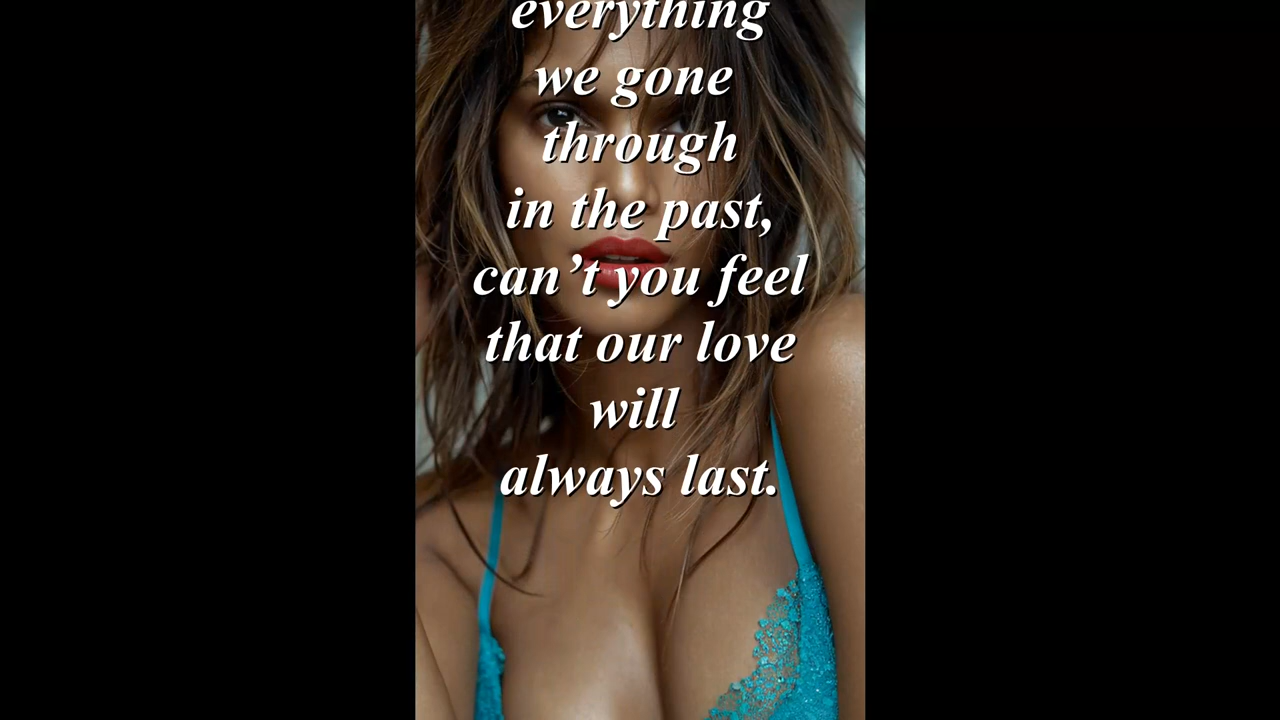 everything
we gone
through
in the past,
can’t you feel
that our love
will
always last.